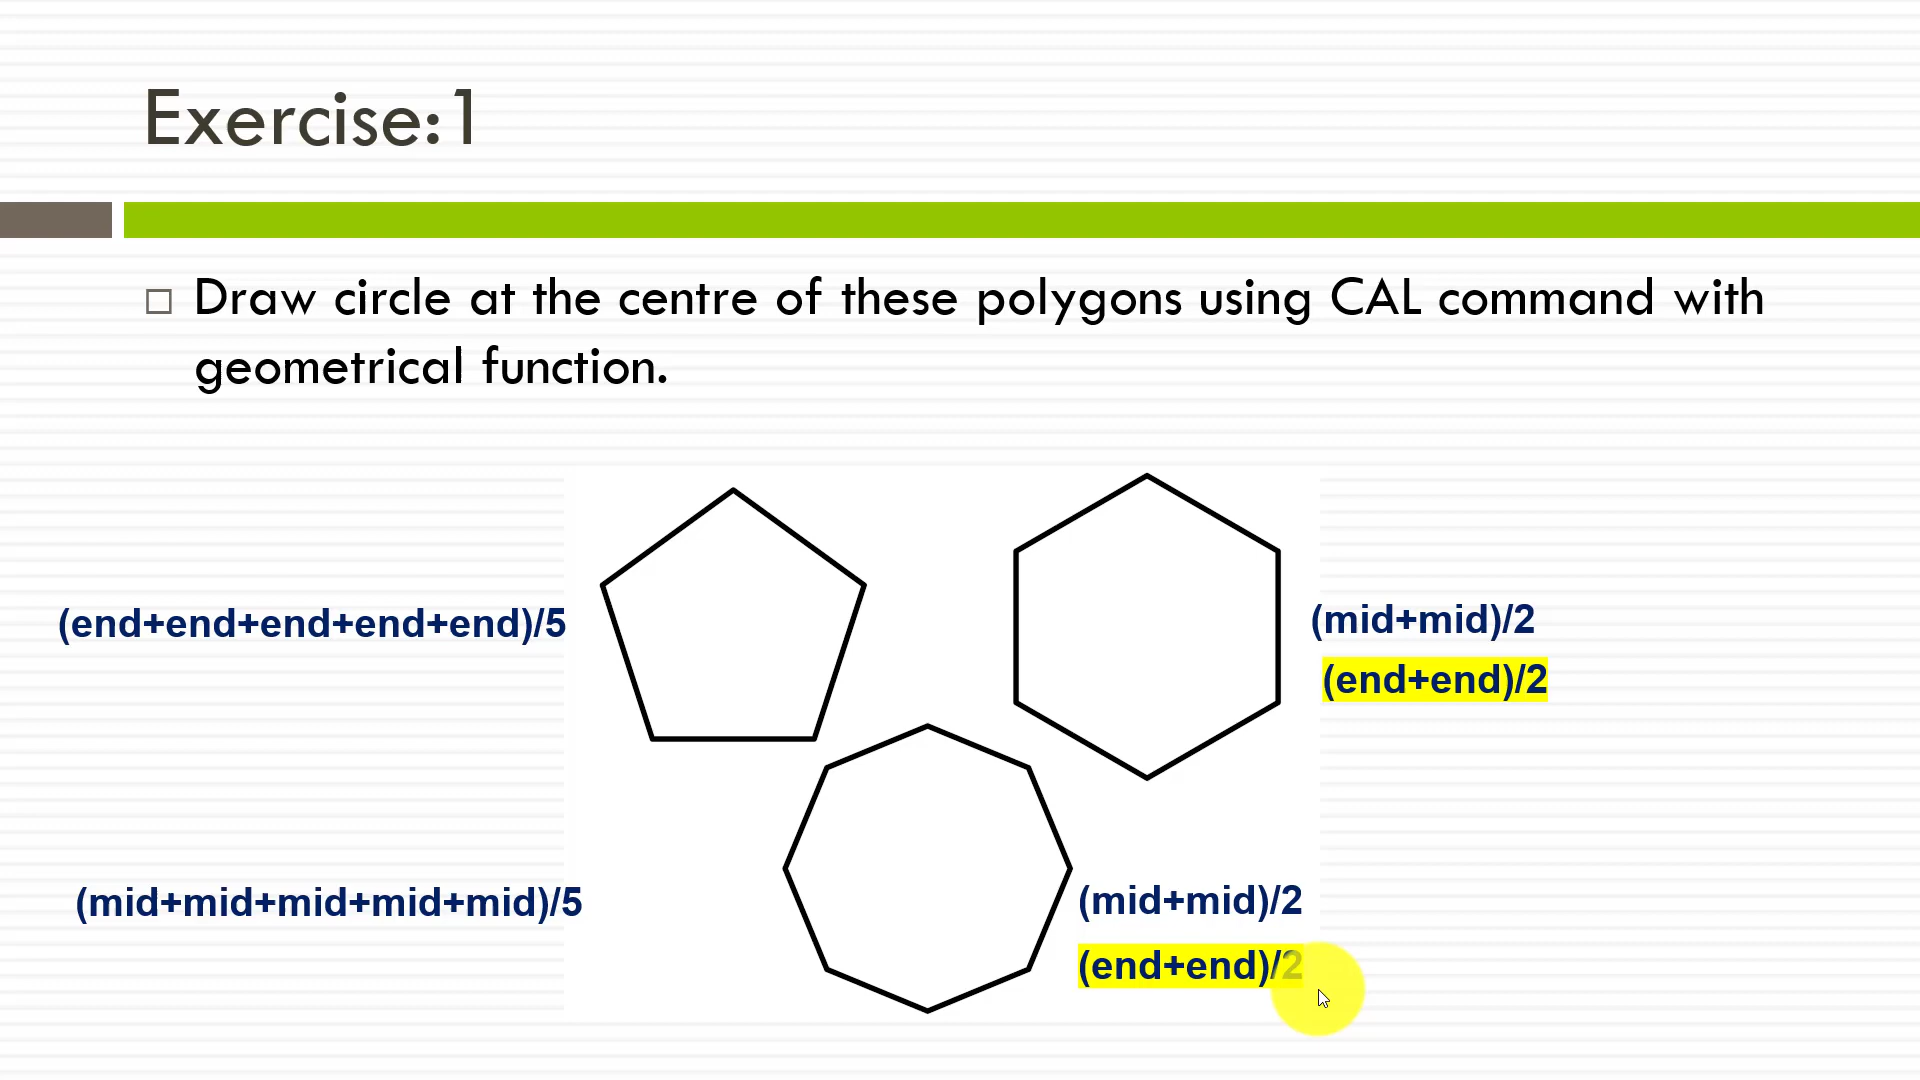 Exercise:1
Draw circle at the centre of these polygons using CAL command with
geometrical function.
(end+end+end+end+end)/5
(mid+mid)/2
(end+end)/2
(mid+mid+mid+mid+mid)/5
(mid+mid)/2
(end+end)/2